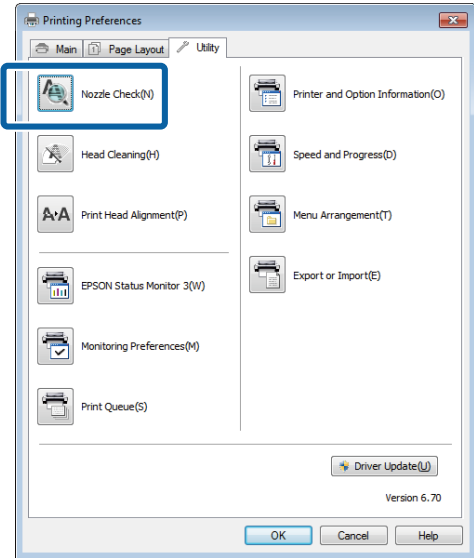 Printing Preferences
Main
Page Layout
Utility
Nozzle Check(N)
Head Cleaning(H)
Print Head Alignment(P)
EPSON Status Monitor 3(W)
Monitoring Preferences(M)
Print Queue(S)
Printer and Option Information(O)
Speed and Progress(D)
Menu Arrangement(T)
Export or Import(E)
Driver Update(U)
Version 6.70
OK
Cancel
Help